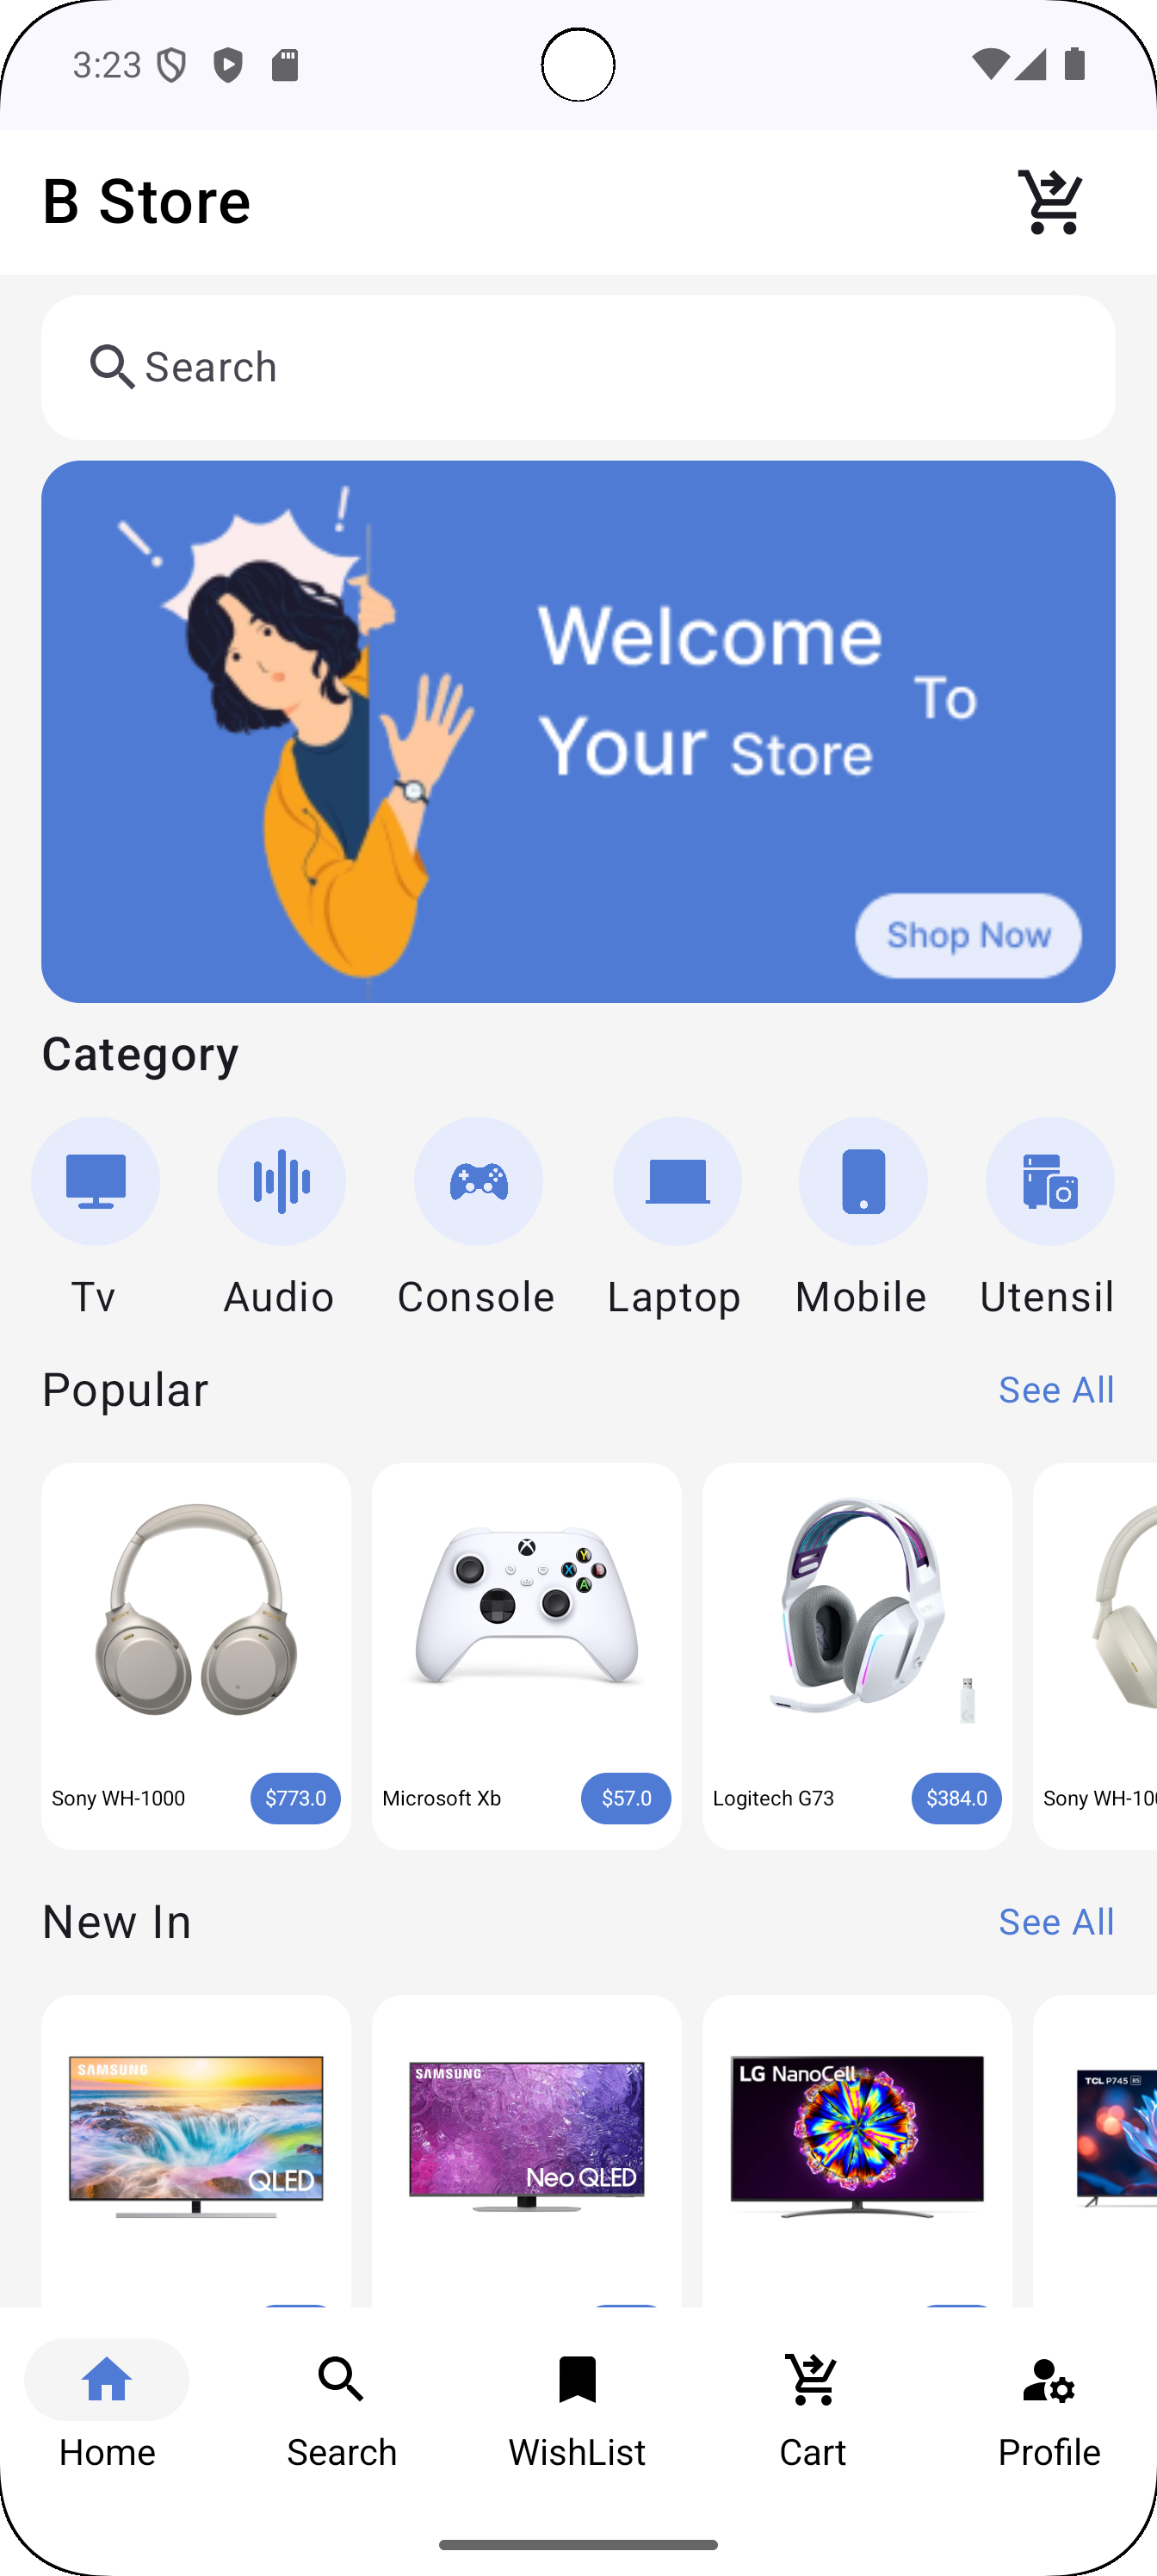 3:23
B Store
Search
Welcome
To
Your Store
Shop Now
Category
Tv
Audio
Console
Laptop
Mobile
Utensil
Popular
See All
Sony WH-1000
$773.0
Microsoft Xb
$57.0
Logitech G73
$384.0
Sony WH-100
New In
See All
SAMSUNG
QLED
SAMSUNG
Neo QLED
LG NanoCell
TCL P745
Home
Search
WishList
Cart
Profile